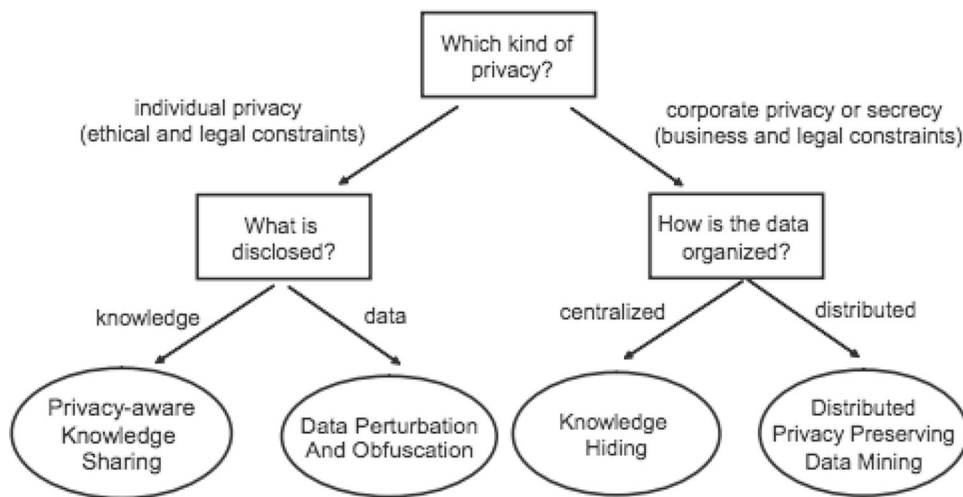 Which kind of
privacy?
individual privacy
(ethical and legal constraints)
corporate privacy or secrecy
(business and legal constraints)
What is
disclosed?
How is the data
organized?
knowledge
data
centralized
distributed
Privacy-aware
Knowledge
Sharing
Data Perturbation
And Obfuscation
Knowledge
Hiding
Distributed
Privacy Preserving
Data Mining